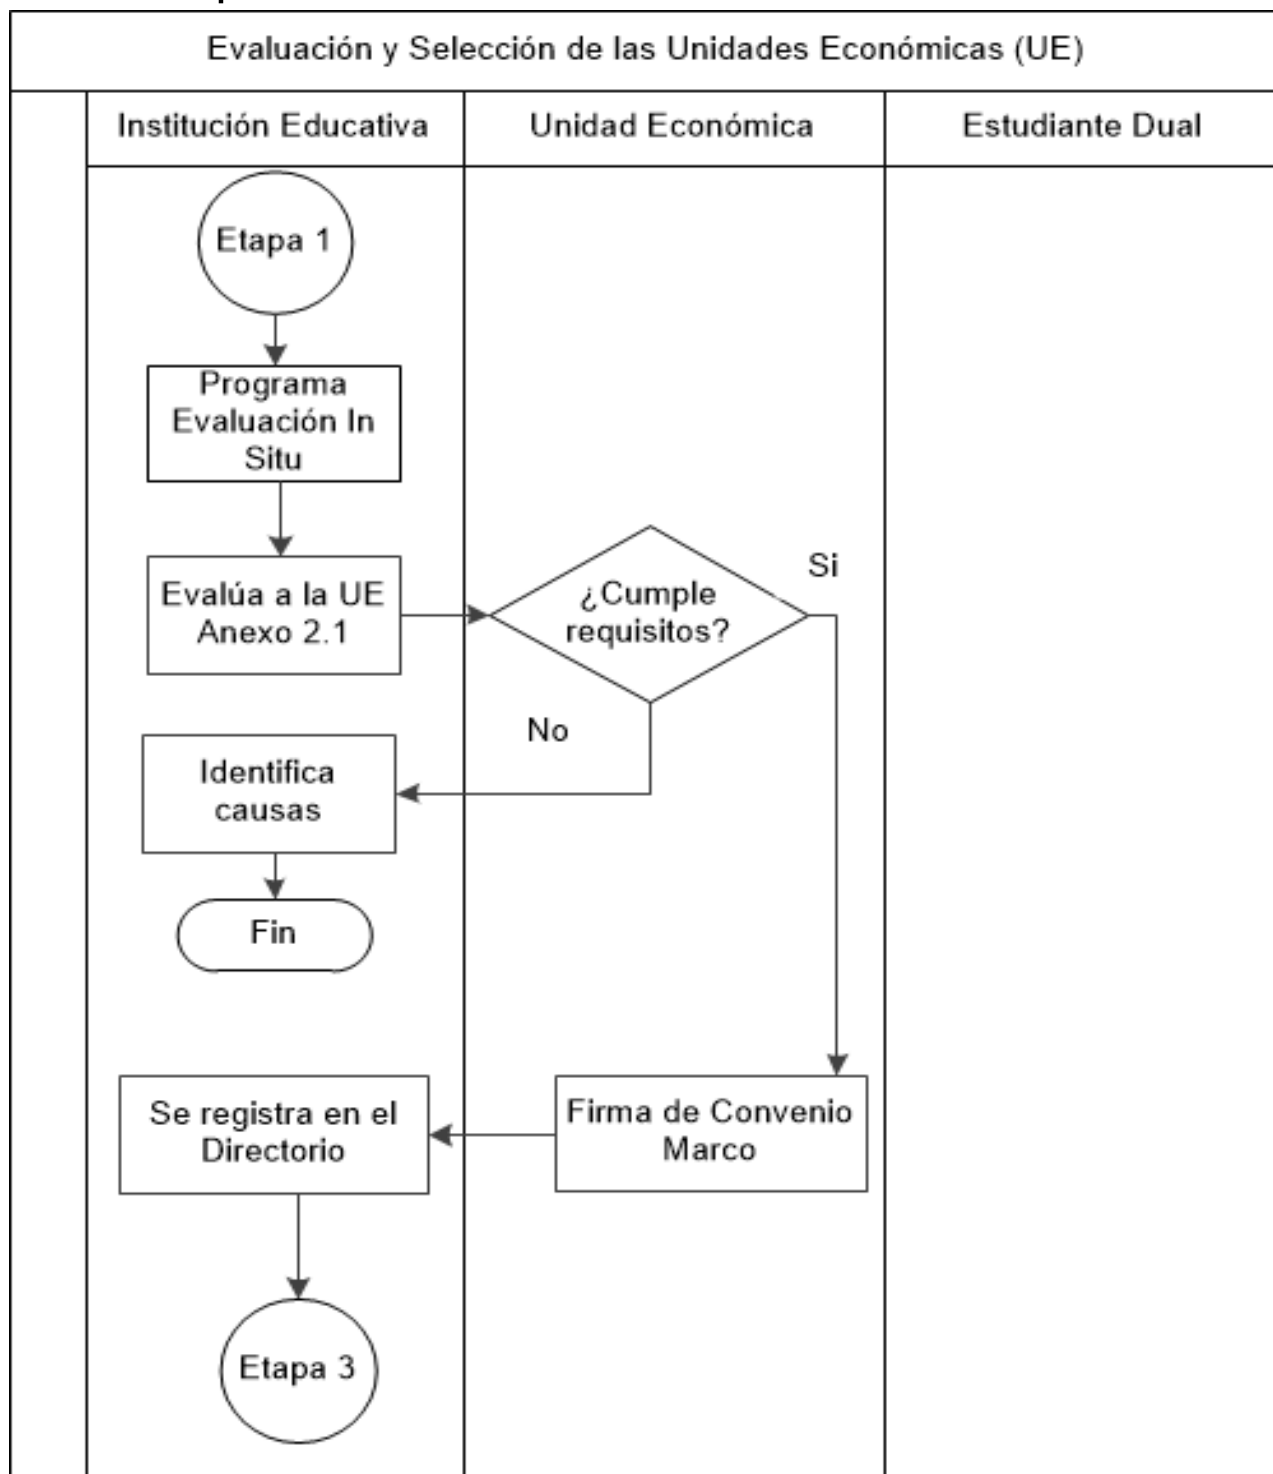 Evaluación y Selección de las Unidades Económicas (UE)
Institución Educativa
Unidad Económica
Estudiante Dual
Etapa 1
Programa
Evaluación In
Situ
Evalúa a la UE
Anexo 2.1
¿Cumple
requisitos?
Si
No
Identifica
causas
Fin
Firma de Convenio
Marco
Se registra en el
Directorio
Etapa 3